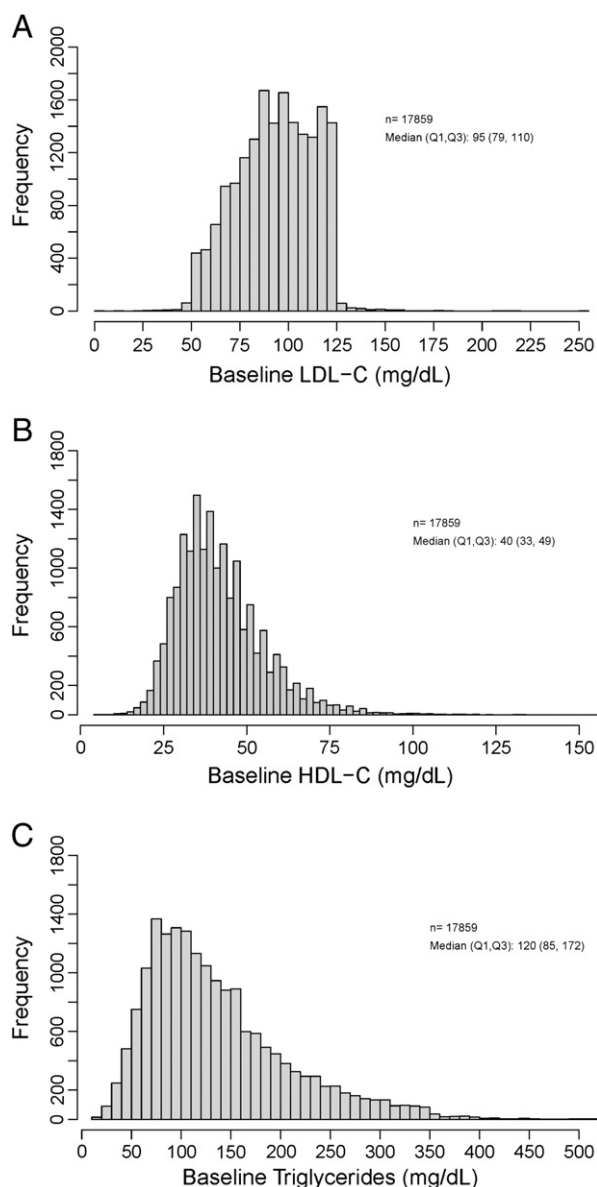 A
2000
1600
1200
800
400
0
Frequency
n= 17859
Median (Q1,Q3): 95 (79, 110)
0 25 50 75 100 125 150 175 200 225 250
Baseline LDL−C (mg/dL)
B
1800
1400
1000
800
600
400
200
0
Frequency
n= 17859
Median (Q1,Q3): 40 (33, 49)
0 25 50 75 100 125 150
Baseline HDL−C (mg/dL)
C
1800
1400
1000
600
200
0
Frequency
n= 17859
Median (Q1,Q3): 120 (85, 172)
0 50 100 150 200 250 300 350 400 450 500
Baseline Triglycerides (mg/dL)